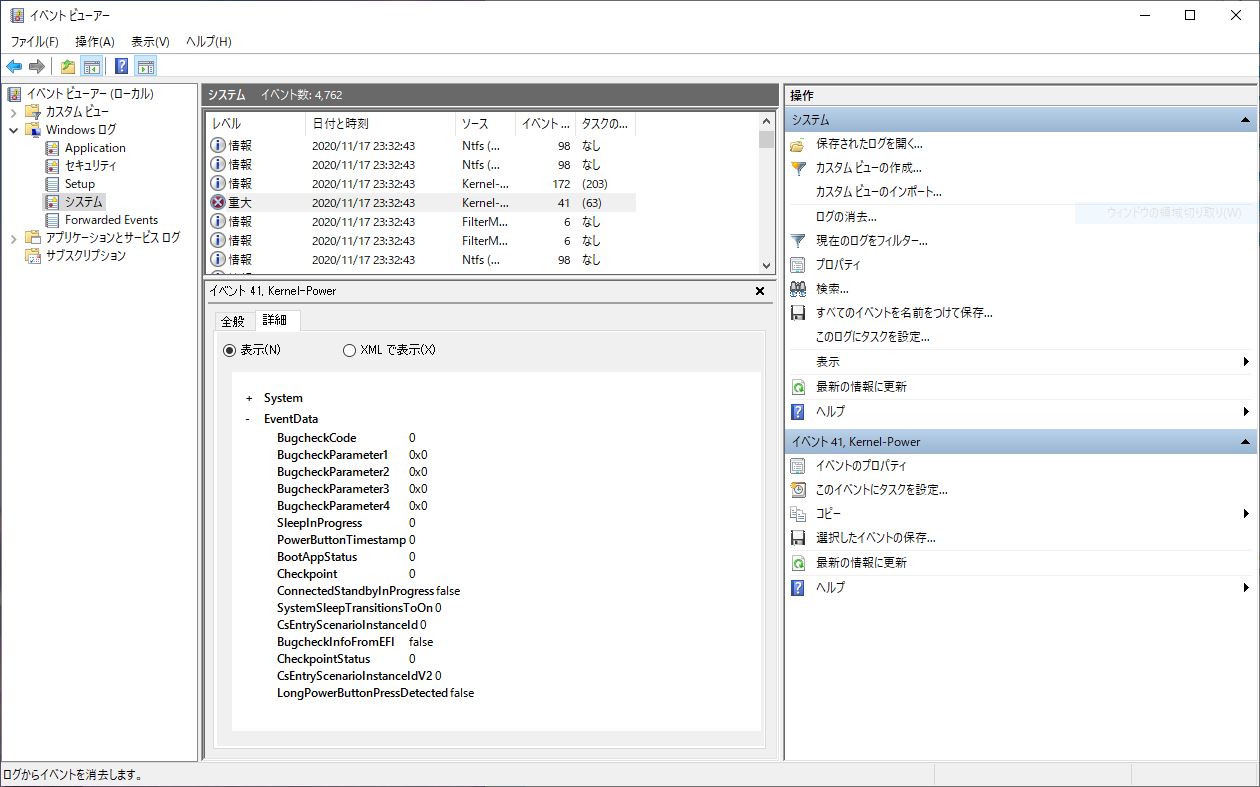 イベント ビューアー
ファイル(F) 操作(A) 表示(V) ヘルプ(H)
イベント ビューアー (ローカル)
カスタム ビュー
Windows ログ
Application
セキュリティ
Setup
システム
Forwarded Events
アプリケーションとサービス ログ
サブスクリプション
システム イベント数: 4,762
レベル 日付と時刻 ソース イベント ... タスクの...
情報 2020/11/17 23:32:43 Ntfs (... 98 なし
情報 2020/11/17 23:32:43 Ntfs (... 98 なし
情報 2020/11/17 23:32:43 Kernel-... 172 (203)
重大 2020/11/17 23:32:43 Kernel-... 41 (63)
情報 2020/11/17 23:32:43 FilterM... 6 なし
情報 2020/11/17 23:32:43 FilterM... 6 なし
情報 2020/11/17 23:32:43 Ntfs (... 98 なし
イベント 41, Kernel-Power
全般 詳細
表示(N) XML で表示(X)
+ System
- EventData
BugcheckCode 0
BugcheckParameter1 0x0
BugcheckParameter2 0x0
BugcheckParameter3 0x0
BugcheckParameter4 0x0
SleepInProgress 0
PowerButtonTimestamp 0
BootAppStatus 0
Checkpoint 0
ConnectedStandbyInProgress false
SystemSleepTransitionsToOn 0
CsEntryScenarioInstanceId 0
BugcheckInfoFromEFI false
CheckpointStatus 0
CsEntryScenarioInstanceIdV2 0
LongPowerButtonPressDetected false
操作
システム
保存されたログを開く...
カスタム ビューの作成...
カスタム ビューのインポート...
ログの消去...
ウィンドウの領域切り取り(W)
現在のログをフィルター...
プロパティ
検索...
すべてのイベントを名前をつけて保存...
このログにタスクを設定...
表示
最新の情報に更新
ヘルプ
イベント 41, Kernel-Power
イベントのプロパティ
このイベントにタスクを設定...
コピー
選択したイベントの保存...
最新の情報に更新
ヘルプ
ログからイベントを消去します。